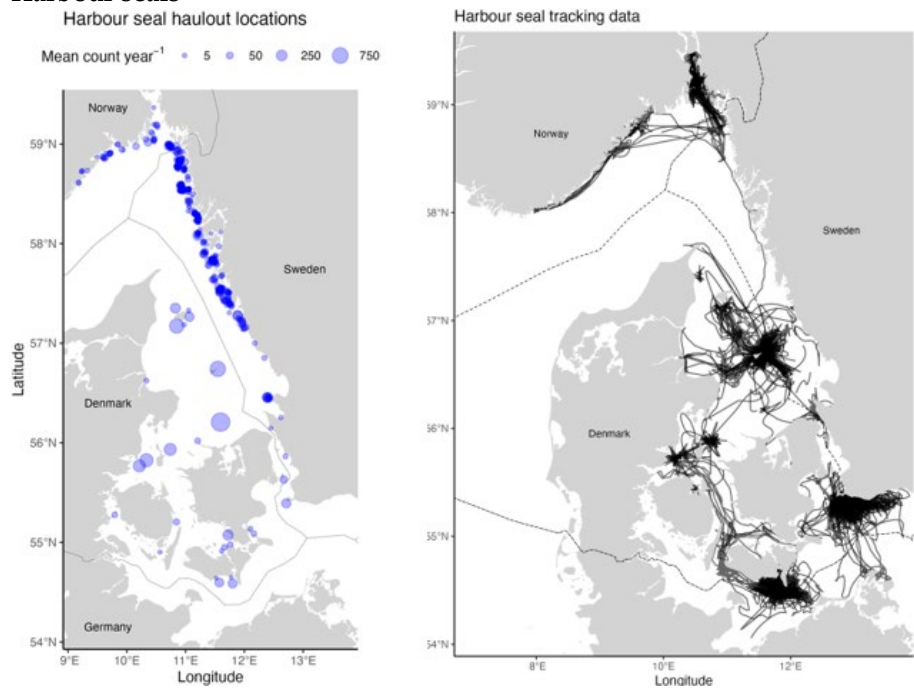 Harbour seal haulout locations
Mean count year⁻¹ 5 50 250 750
Norway
59°N
58°N
Sweden
57°N
Latitude
Denmark
56°N
55°N
Germany
54°N
9°E 10°E 11°E 12°E 13°E
Longitude
Harbour seal tracking data
59°N
Norway
58°N
Sweden
57°N
56°N
Denmark
55°N
54°N
8°E 10°E 12°E
Longitude